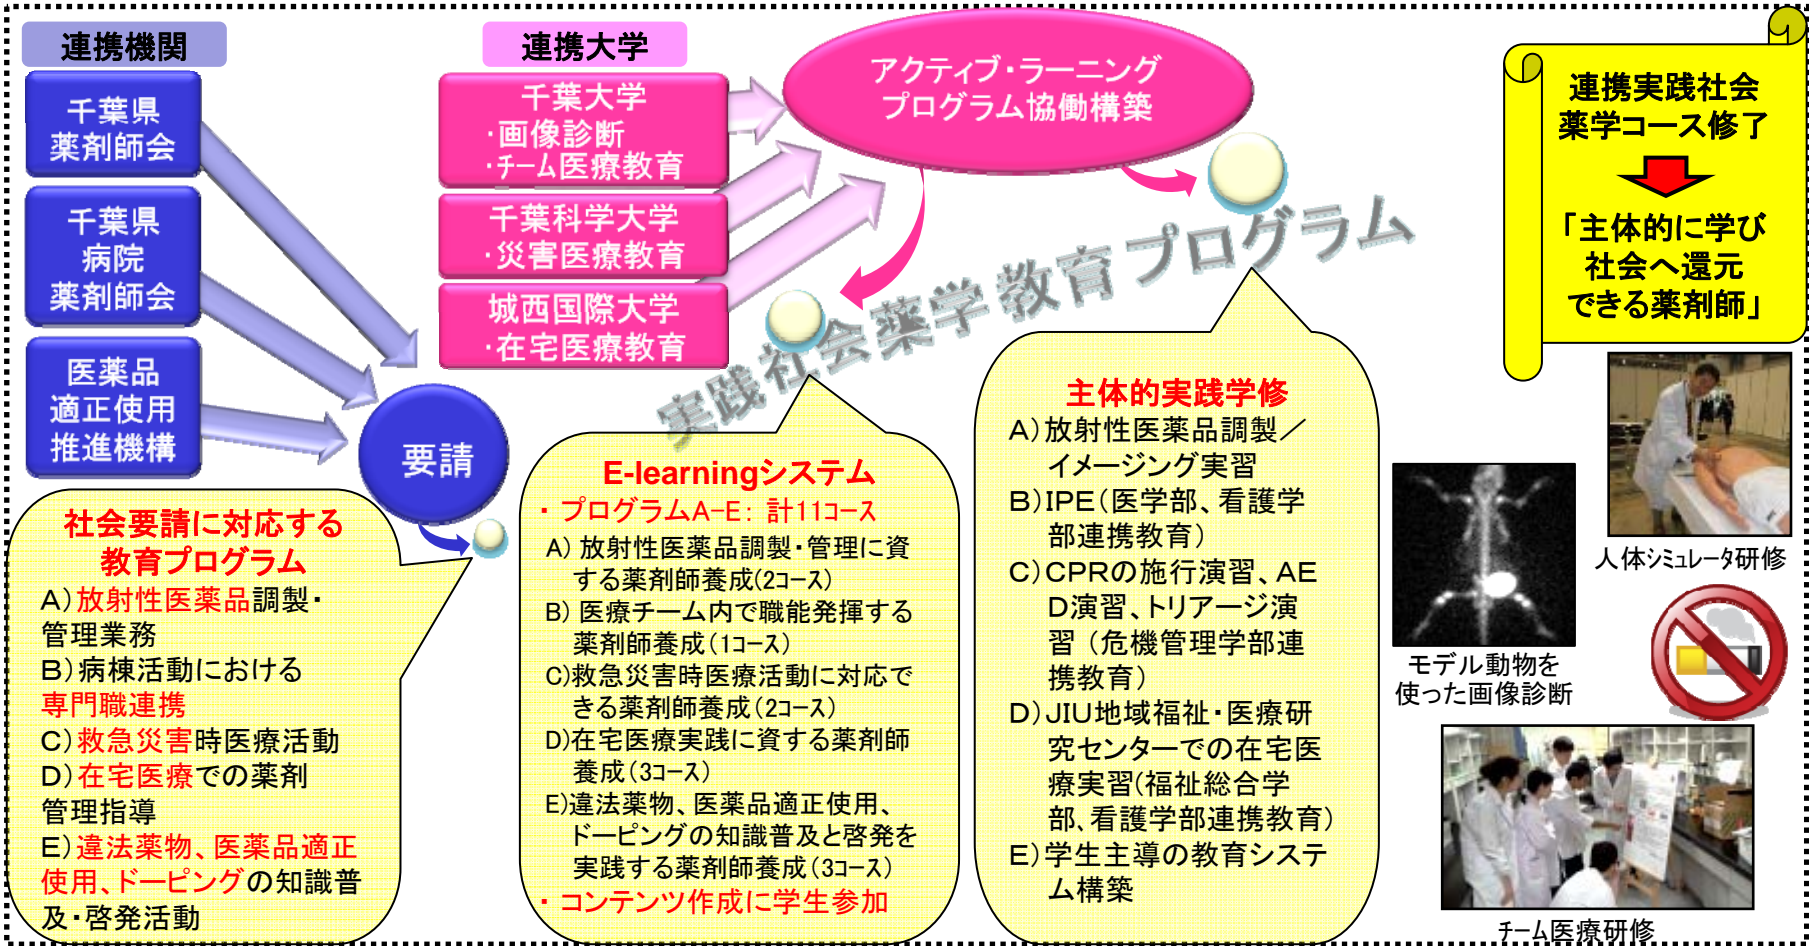 連携機関
千葉県
薬剤師会
千葉県
病院
薬剤師会
医薬品
適正使用
推進機構
要請
連携大学
千葉大学
・画像診断
・チーム医療教育
千葉科学大学
・災害医療教育
城西国際大学
・在宅医療教育
アクティブ・ラーニング
プログラム協働構築
実践社会薬学教育プログラム
連携実践社会
薬学コース修了
「主体的に学び
社会へ還元
できる薬剤師」
社会要請に対応する
教育プログラム
A)放射性医薬品調製・
管理業務
B)病棟活動における
専門職連携
C)救急災害時医療活動
D)在宅医療での薬剤
管理指導
E)違法薬物、医薬品適正
使用、ドーピングの知識普
及・啓発活動
E-learningシステム
・プログラムA-E：計11コース
A) 放射性医薬品調製・管理に資
する薬剤師養成(2コース)
B) 医療チーム内で職能発揮する
薬剤師養成(1コース)
C)救急災害時医療活動に対応で
きる薬剤師養成(2コース)
D)在宅医療実践に資する薬剤師
養成(3コース)
E)違法薬物、医薬品適正使用、
ドーピングの知識普及と啓発を
実践する薬剤師養成(3コース)
・コンテンツ作成に学生参加
主体的実践学修
A)放射性医薬品調製／
イメージング実習
B)IPE(医学部、看護学
部連携教育)
C)CPRの施行演習、AE
D演習、トリアージ演
習（危機管理学部連
携教育)
D)JIU地域福祉・医療研
究センターでの在宅医
療実習(福祉総合学
部、看護学部連携教育)
E)学生主導の教育システ
ム構築
人体シミュレータ研修
モデル動物を
使った画像診断
チーム医療研修